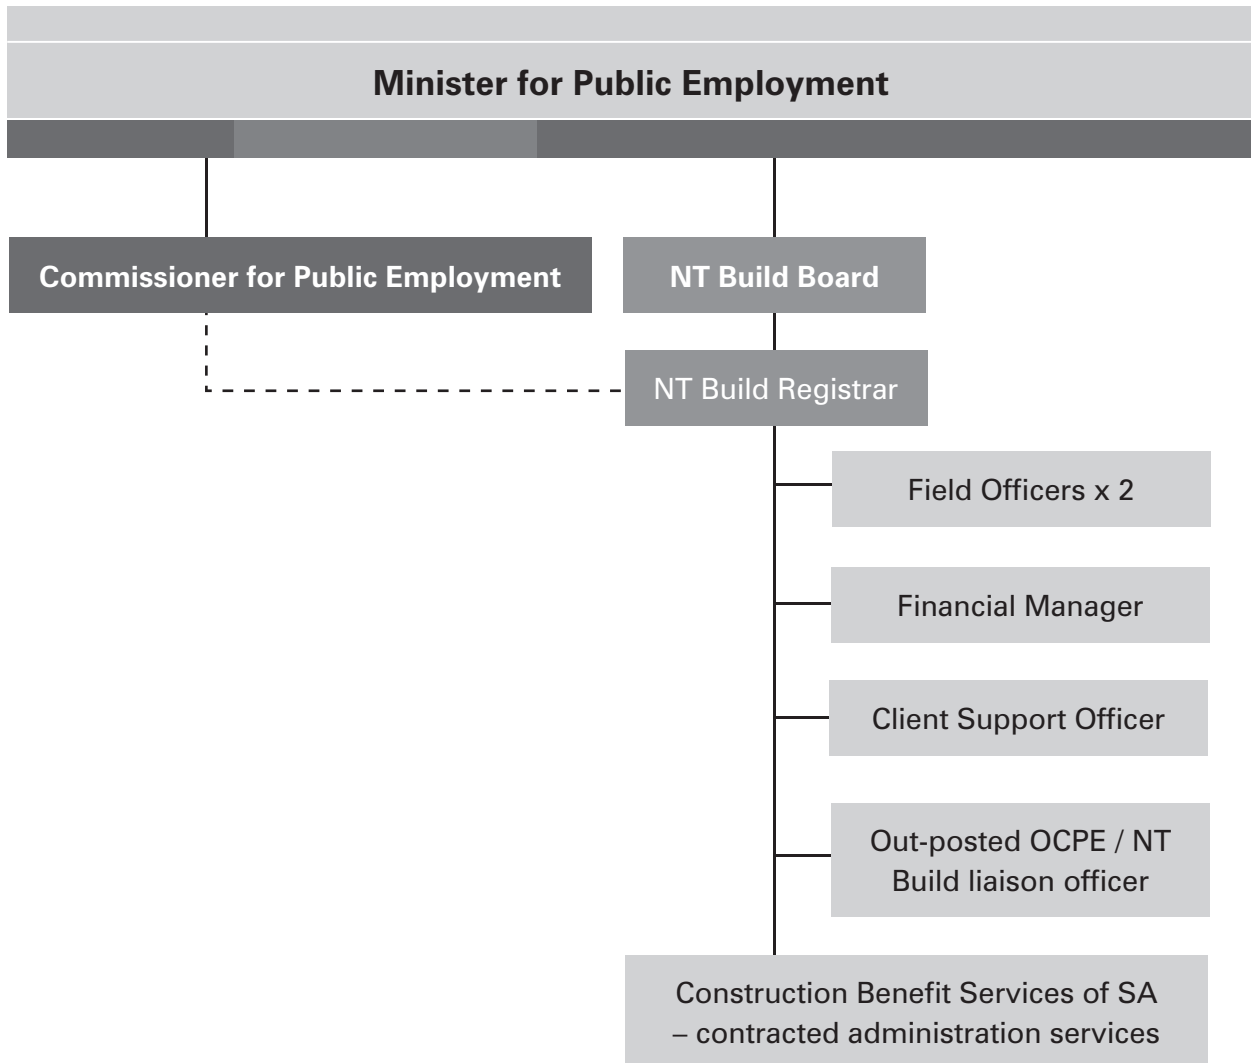 Minister for Public Employment
Commissioner for Public Employment
NT Build Board
NT Build Registrar
Field Officers x 2
Financial Manager
Client Support Officer
Out-posted OCPE / NT
Build liaison officer
Construction Benefit Services of SA
– contracted administration services